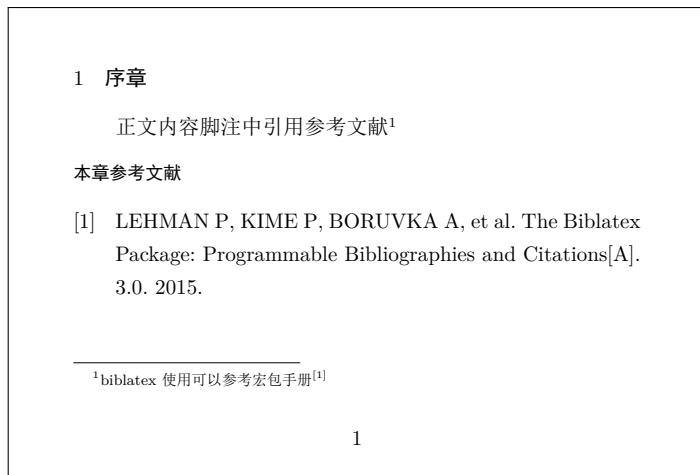 1 序章
正文内容脚注中引用参考文献1
本章参考文献
[1] LEHMAN P, KIME P, BORUVKA A, et al. The Biblatex
Package: Programmable Bibliographies and Citations[A].
3.0. 2015.
1biblatex 使用可以参考宏包手册[1]
1